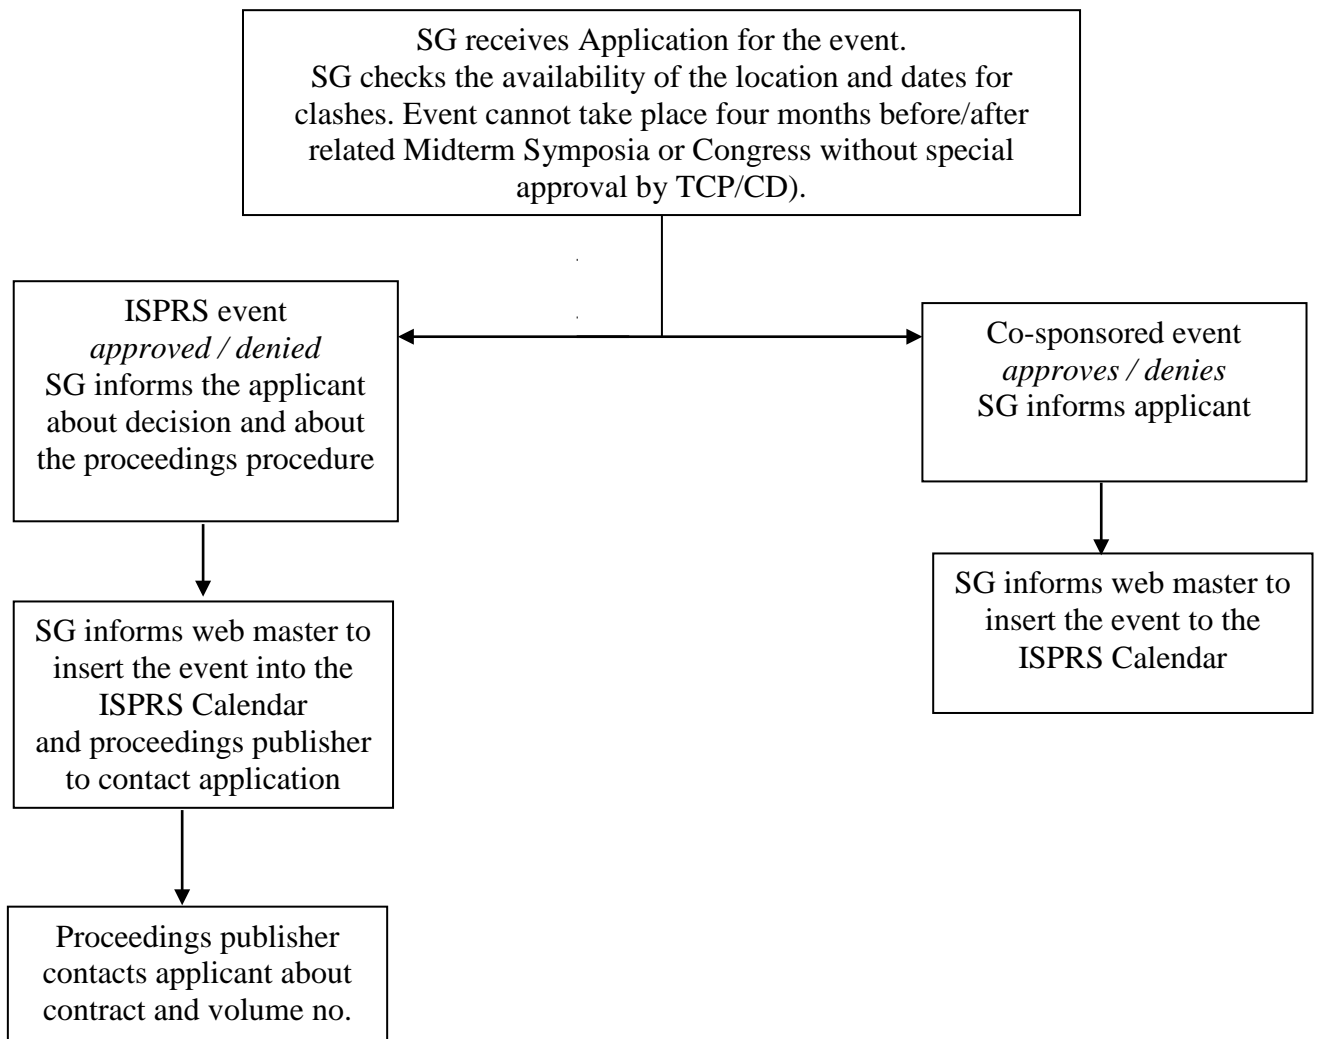 SG receives Application for the event.
SG checks the availability of the location and dates for
clashes. Event cannot take place four months before/after
related Midterm Symposia or Congress without special
approval by TCP/CD).
ISPRS event
approved / denied
SG informs the applicant
about decision and about
the proceedings procedure
Co-sponsored event
approves / denies
SG informs applicant
SG informs web master to
insert the event into the
ISPRS Calendar
and proceedings publisher
to contact application
SG informs web master to
insert the event to the
ISPRS Calendar
Proceedings publisher
contacts applicant about
contract and volume no.